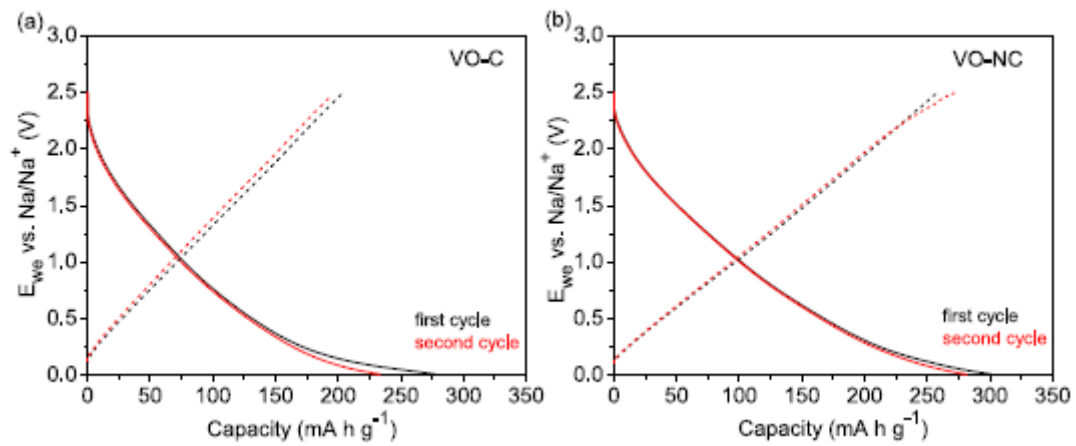 (a)
VO-C
3.0
2.5
2.0
1.5
1.0
0.5
0.0
E_we vs. Na/Na⁺ (V)
first cycle
second cycle
0 50 100 150 200 250 300 350
Capacity (mA h g⁻¹)
(b)
VO-NC
3.0
2.5
2.0
1.5
1.0
0.5
0.0
E_we vs. Na/Na⁺ (V)
first cycle
second cycle
0 50 100 150 200 250 300 350
Capacity (mA h g⁻¹)